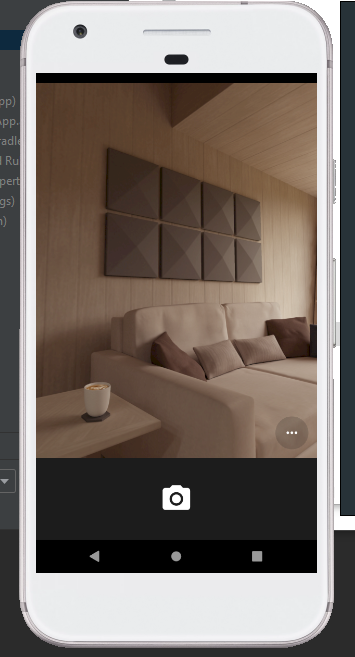 pp)
App.
radle
l Ru
pert
gs)
n)